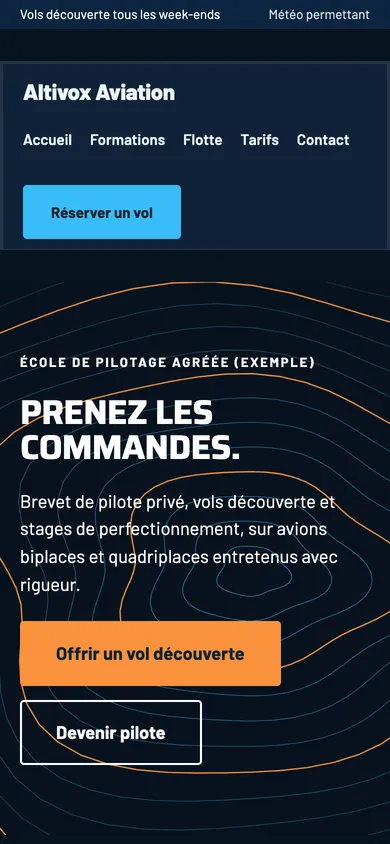 Vols découverte tous les week-ends
Météo permettant
Altivox Aviation
Accueil Formations Flotte Tarifs Contact
Réserver un vol
ÉCOLE DE PILOTAGE AGRÉÉE (EXEMPLE)
PRENEZ LES
COMMANDES.
Brevet de pilote privé, vols découverte et
stages de perfectionnement, sur avions
biplaces et quadriplaces entretenus avec
rigueur.
Offrir un vol découverte
Devenir pilote